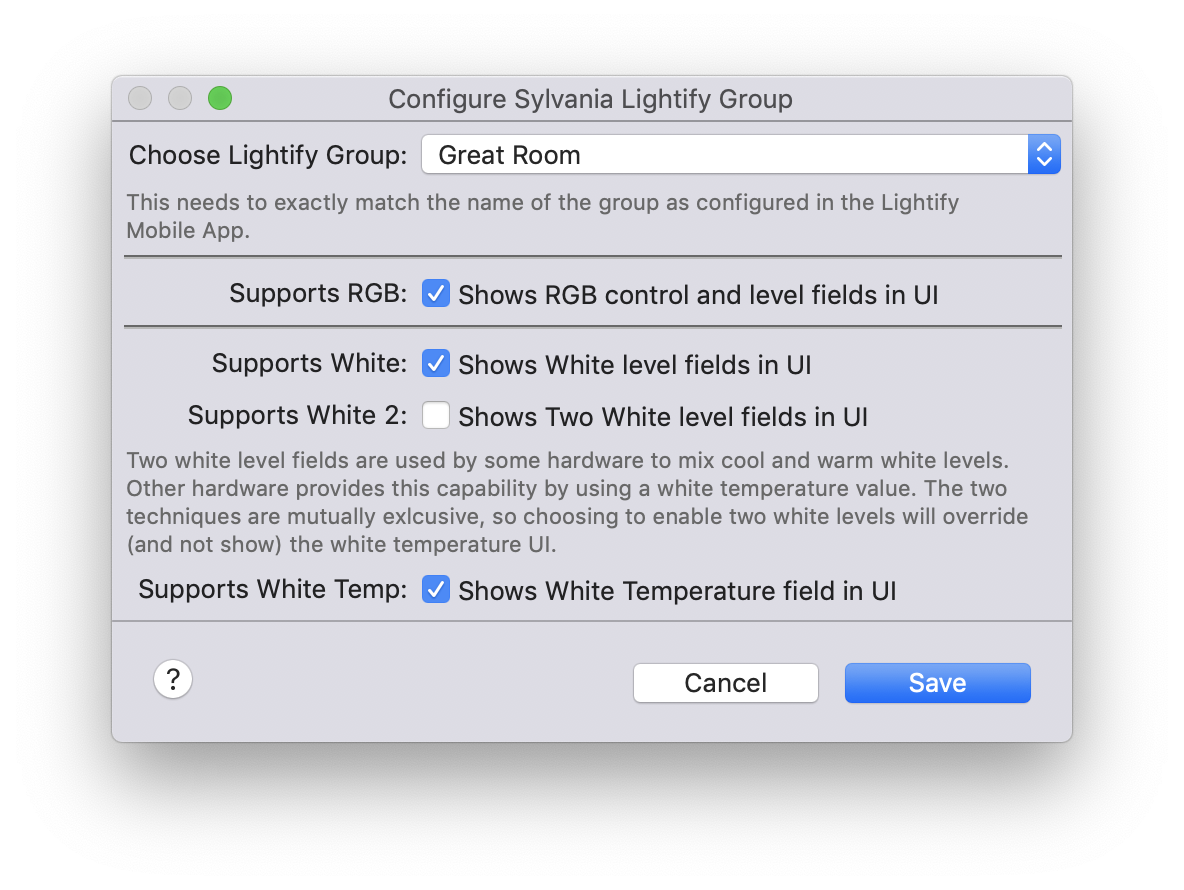 Configure Sylvania Lightify Group
Choose Lightify Group: Great Room
This needs to exactly match the name of the group as configured in the Lightify
Mobile App.
Supports RGB: Shows RGB control and level fields in UI
Supports White: Shows White level fields in UI
Supports White 2: Shows Two White level fields in UI
Two white level fields are used by some hardware to mix cool and warm white levels.
Other hardware provides this capability by using a white temperature value. The two
techniques are mutually exlcusive, so choosing to enable two white levels will override
(and not show) the white temperature UI.
Supports White Temp: Shows White Temperature field in UI
? Cancel Save